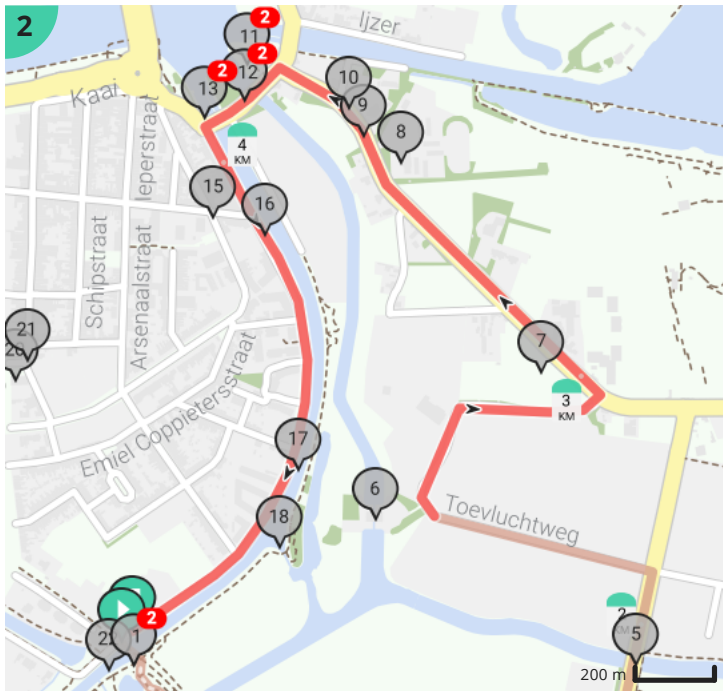 2
Ijzer
2
11
2
12
2
13
10
9
8
Kaai
Ieperstraat
4
KM
15
16
Schipstraat
Arsenaalstraat
21
7
3
KM
Emiel Coppietersstraat
17
6
18
Toevluchtweg
2
5
2
1
200 m